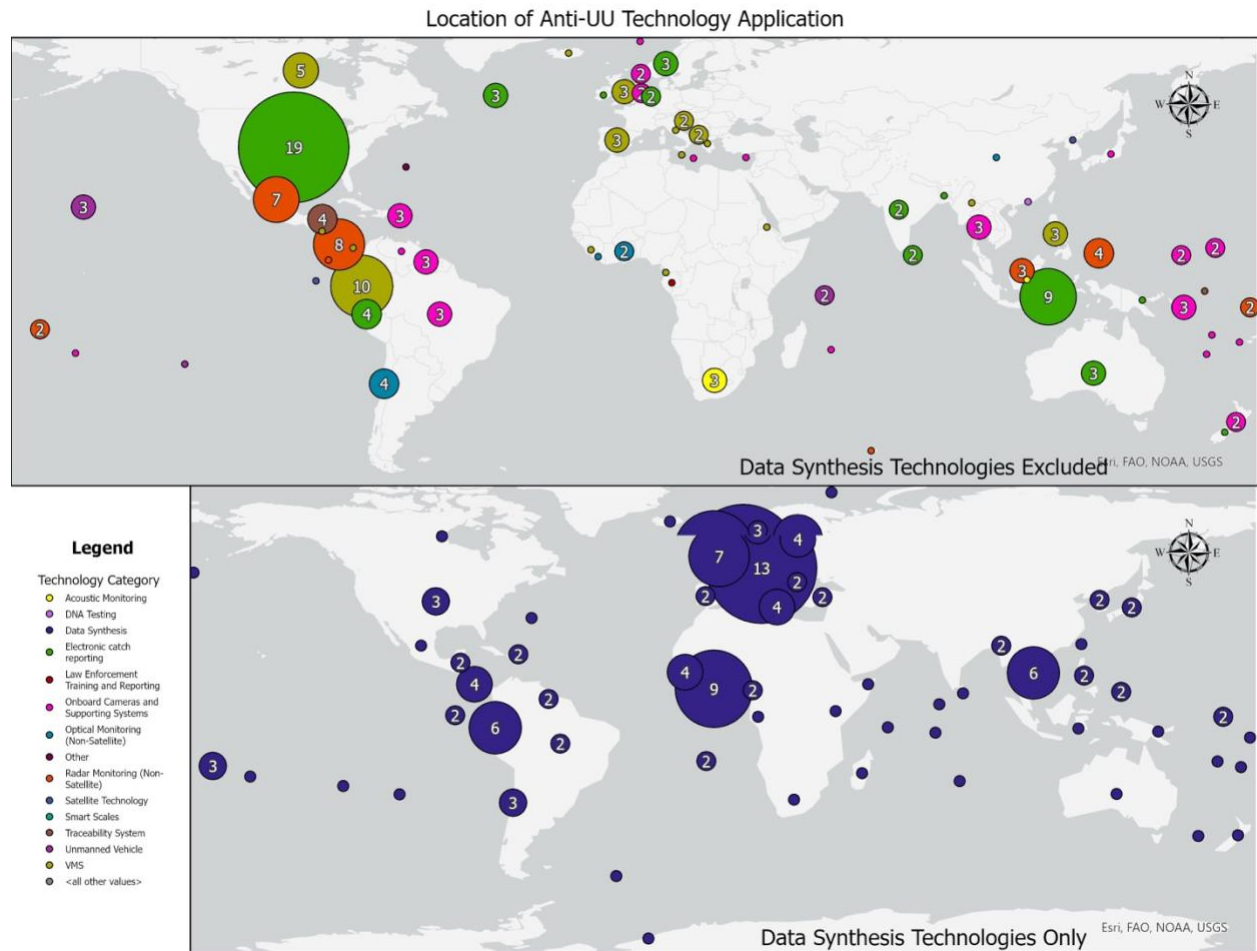 Location of Anti-UU Technology Application
5
3
3
2
3
2
2
2
2
3
19
7
4
3
3
8
3
10
4
3
2
4
2
3
2
2
2
3
3
4
2
2
3
9
3
2
3
3
2
N
W E
S
Data Synthesis Technologies Excluded
Esri, FAO, NOAA, USGS
Legend
Technology Category
Acoustic Monitoring
DNA Testing
Data Synthesis
Electronic catch
reporting
Law Enforcement
Training and Reporting
Onboard Cameras and
Supporting Systems
Optical Monitoring
(Non-Satellite)
Other
Radar Monitoring (Non-
Satellite)
Satellite Technology
Smart Scales
Traceability System
Unmanned Vehicle
VMS
<all other values>
3
4
7
13
2
2
4
2
3
2
2
4
2
6
2
2
3
3
4
9
2
2
2
2
2
6
2
2
2
N
W E
S
Data Synthesis Technologies Only
Esri, FAO, NOAA, USGS